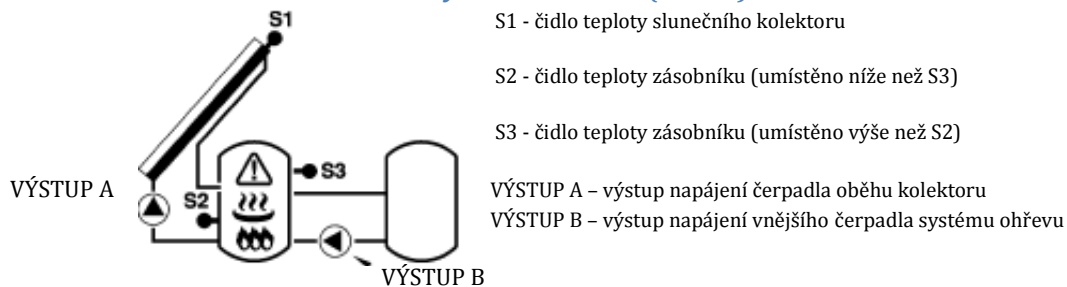 S1
S1 - čidlo teploty slunečního kolektoru
S2 - čidlo teploty zásobníku (umístěno níže než S3)
S3 - čidlo teploty zásobníku (umístěno výše než S2)
S3
VÝSTUP A
S2
VÝSTUP A – výstup napájení čerpadla oběhu kolektoru
VÝSTUP B – výstup napájení vnějšího čerpadla systému ohřevu
VÝSTUP B